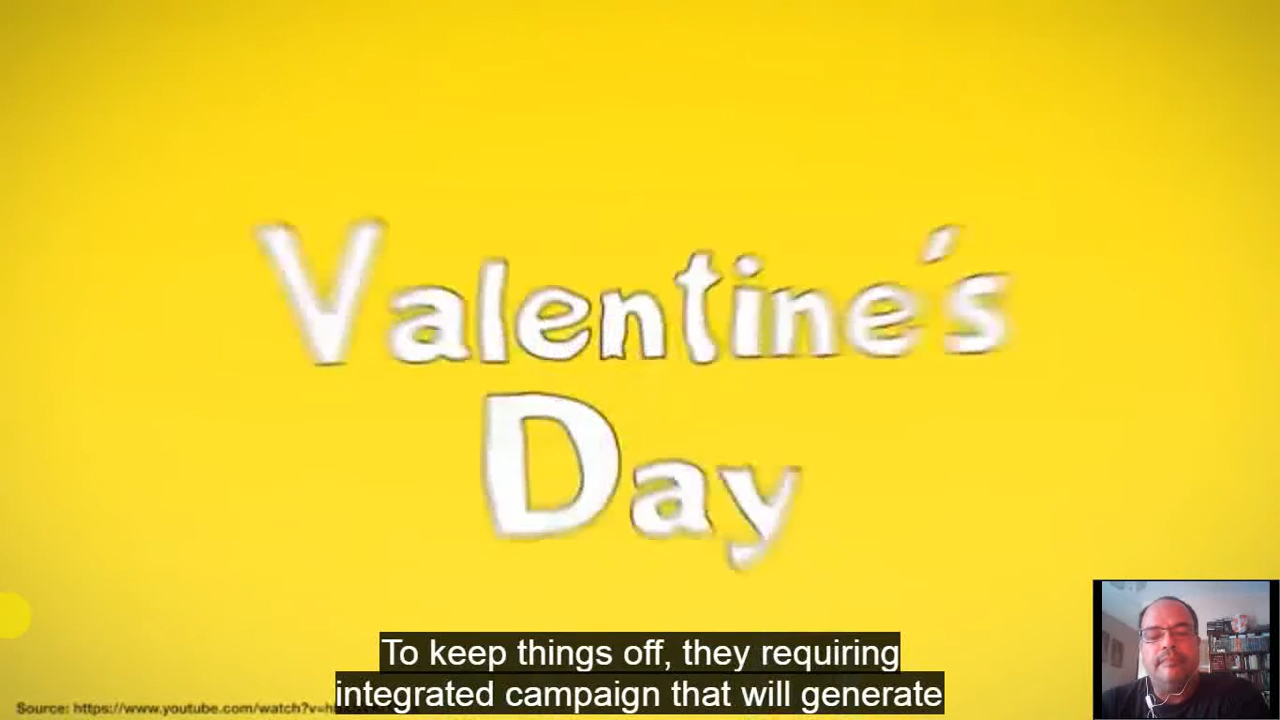 Valentine's
Day
To keep things off, they requiring
integrated campaign that will generate
Source: https://www.youtube.com/watch?v=